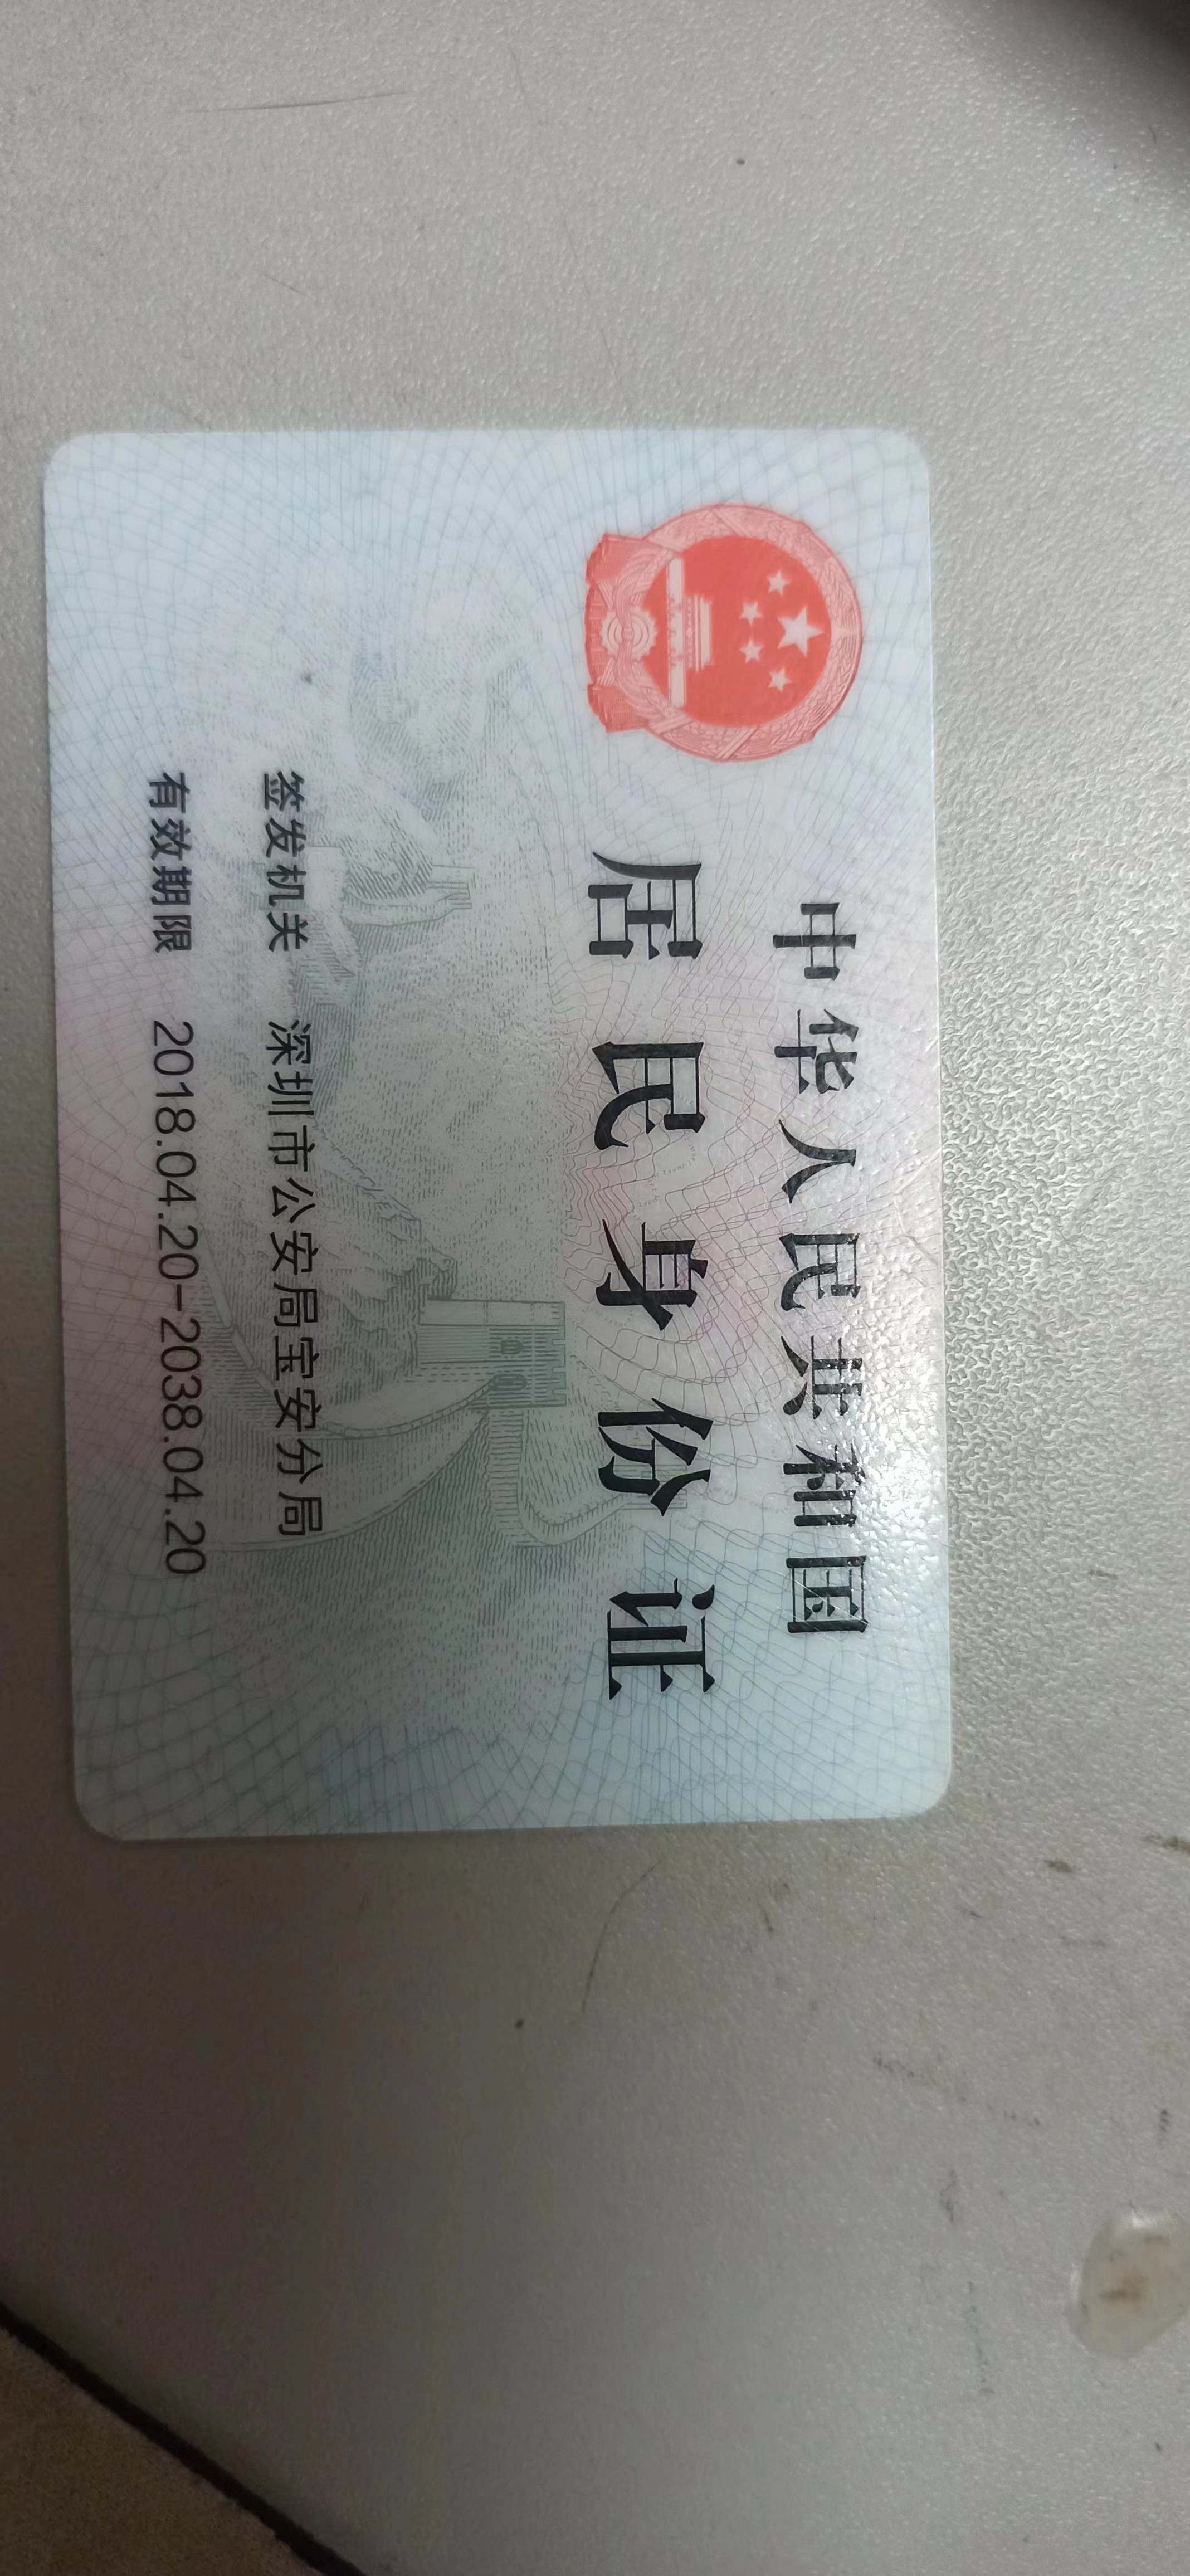 中华人民共和国
居民身份证
签发机关 深圳市公安局宝安分局
有效期限 2018.04.20-2038.04.20